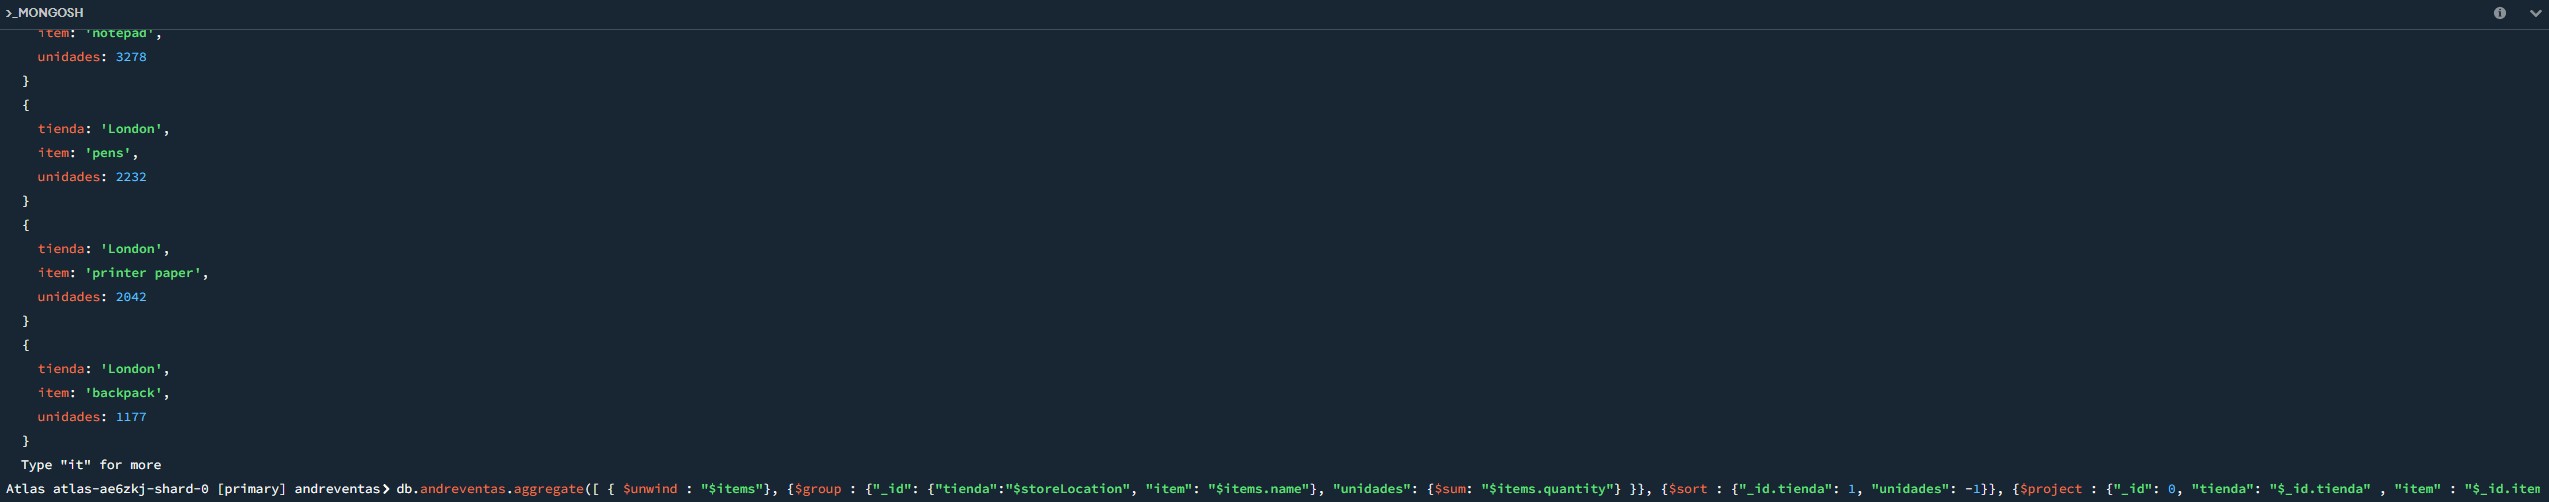 >_MONGOSH
item: 'notepad',
unidades: 3278
}
{
tienda: 'London',
item: 'pens',
unidades: 2232
}
{
tienda: 'London',
item: 'printer paper',
unidades: 2042
}
{
tienda: 'London',
item: 'backpack',
unidades: 1177
}
Type "it" for more
Atlas atlas-ae6zkj-shard-0 [primary] andreventas> db.andreventas.aggregate([ { $unwind : "$items"}, {$group : {"_id": {"tienda":"$storeLocation", "item": "$items.name"}, "unidades": {$sum: "$items.quantity"} }}, {$sort : {"_id.tienda": 1, "unidades": -1}}, {$project : {"_id": 0, "tienda": "$_id.tienda" , "item" : "$_id.item